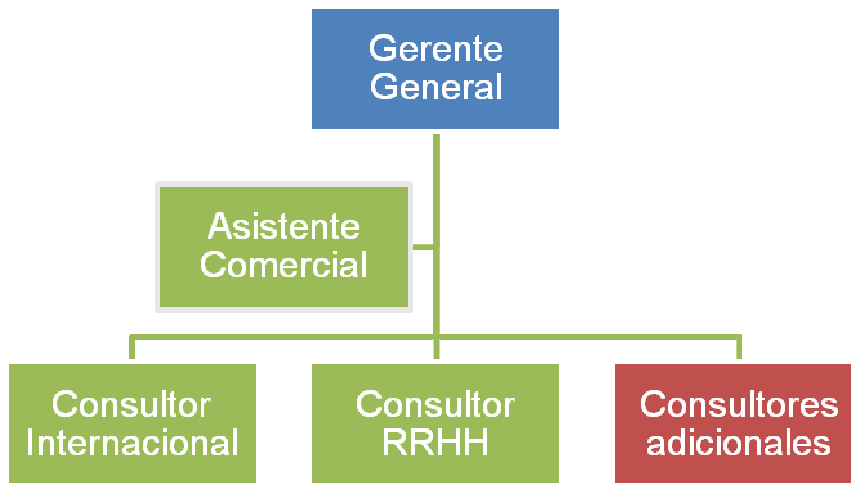 Gerente
General
Asistente
Comercial
Consultor
Internacional
Consultor
RRHH
Consultores
adicionales